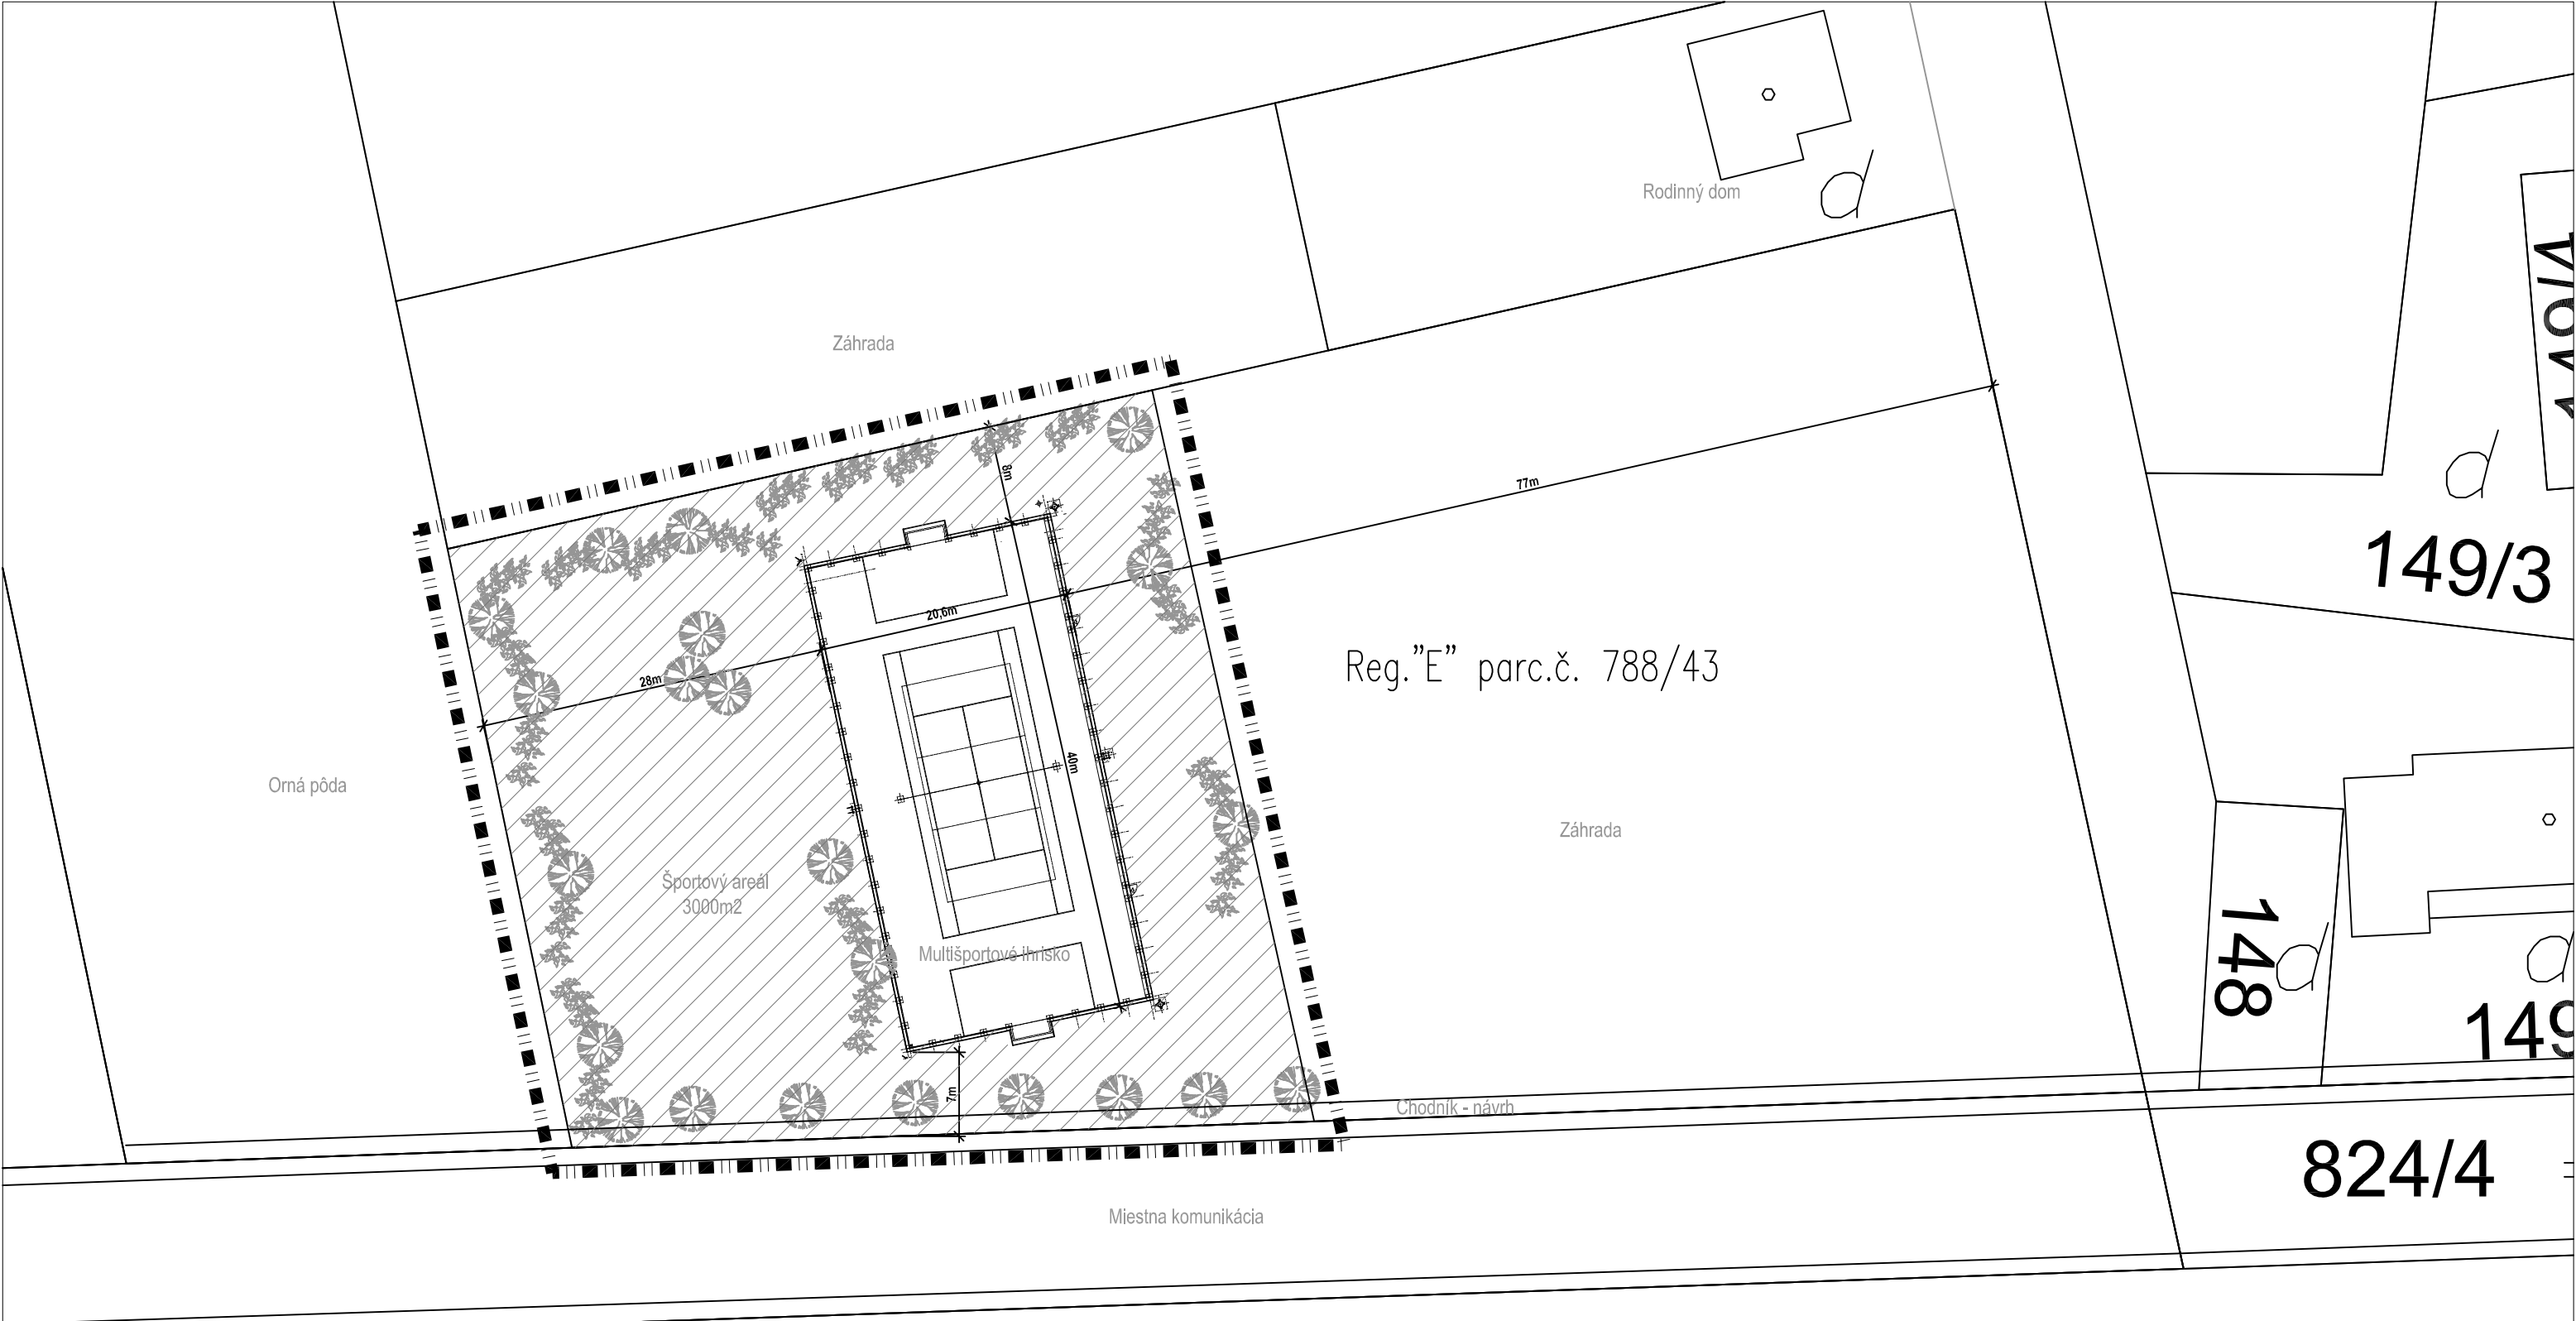 Rodinný dom
Záhrada
8m
77m
149/3
20,6m
28m
Reg."E" parc.č. 788/43
40m
Orná pôda
Záhrada
Športový areál
3000m2
Multišportové ihrisko
148
149
7m
Chodník - návrh
824/4
Miestna komunikácia